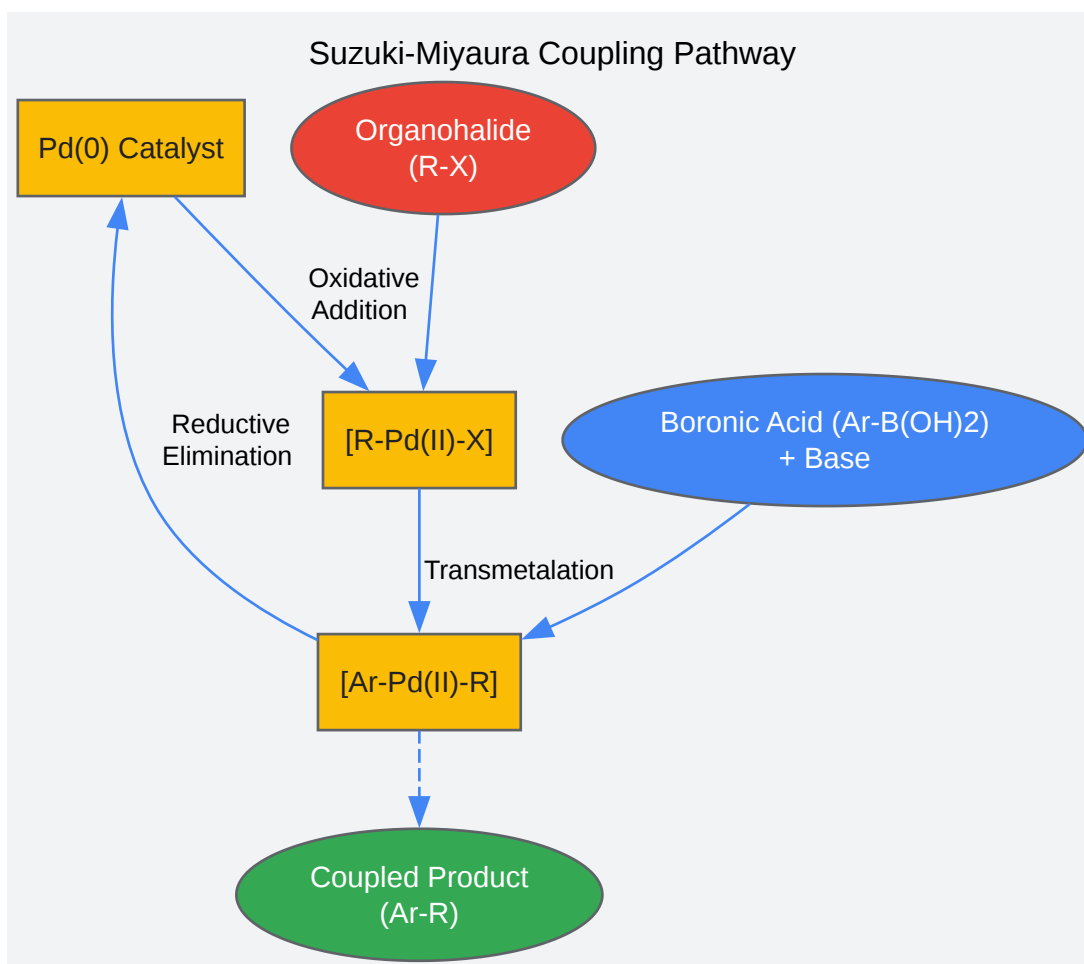 Suzuki-Miyaura Coupling Pathway
Pd(0) Catalyst
Organohalide
(R-X)
Oxidative
Addition
[R-Pd(II)-X]
Boronic Acid (Ar-B(OH)2)
+ Base
Reductive
Elimination
Transmetalation
[Ar-Pd(II)-R]
Coupled Product
(Ar-R)